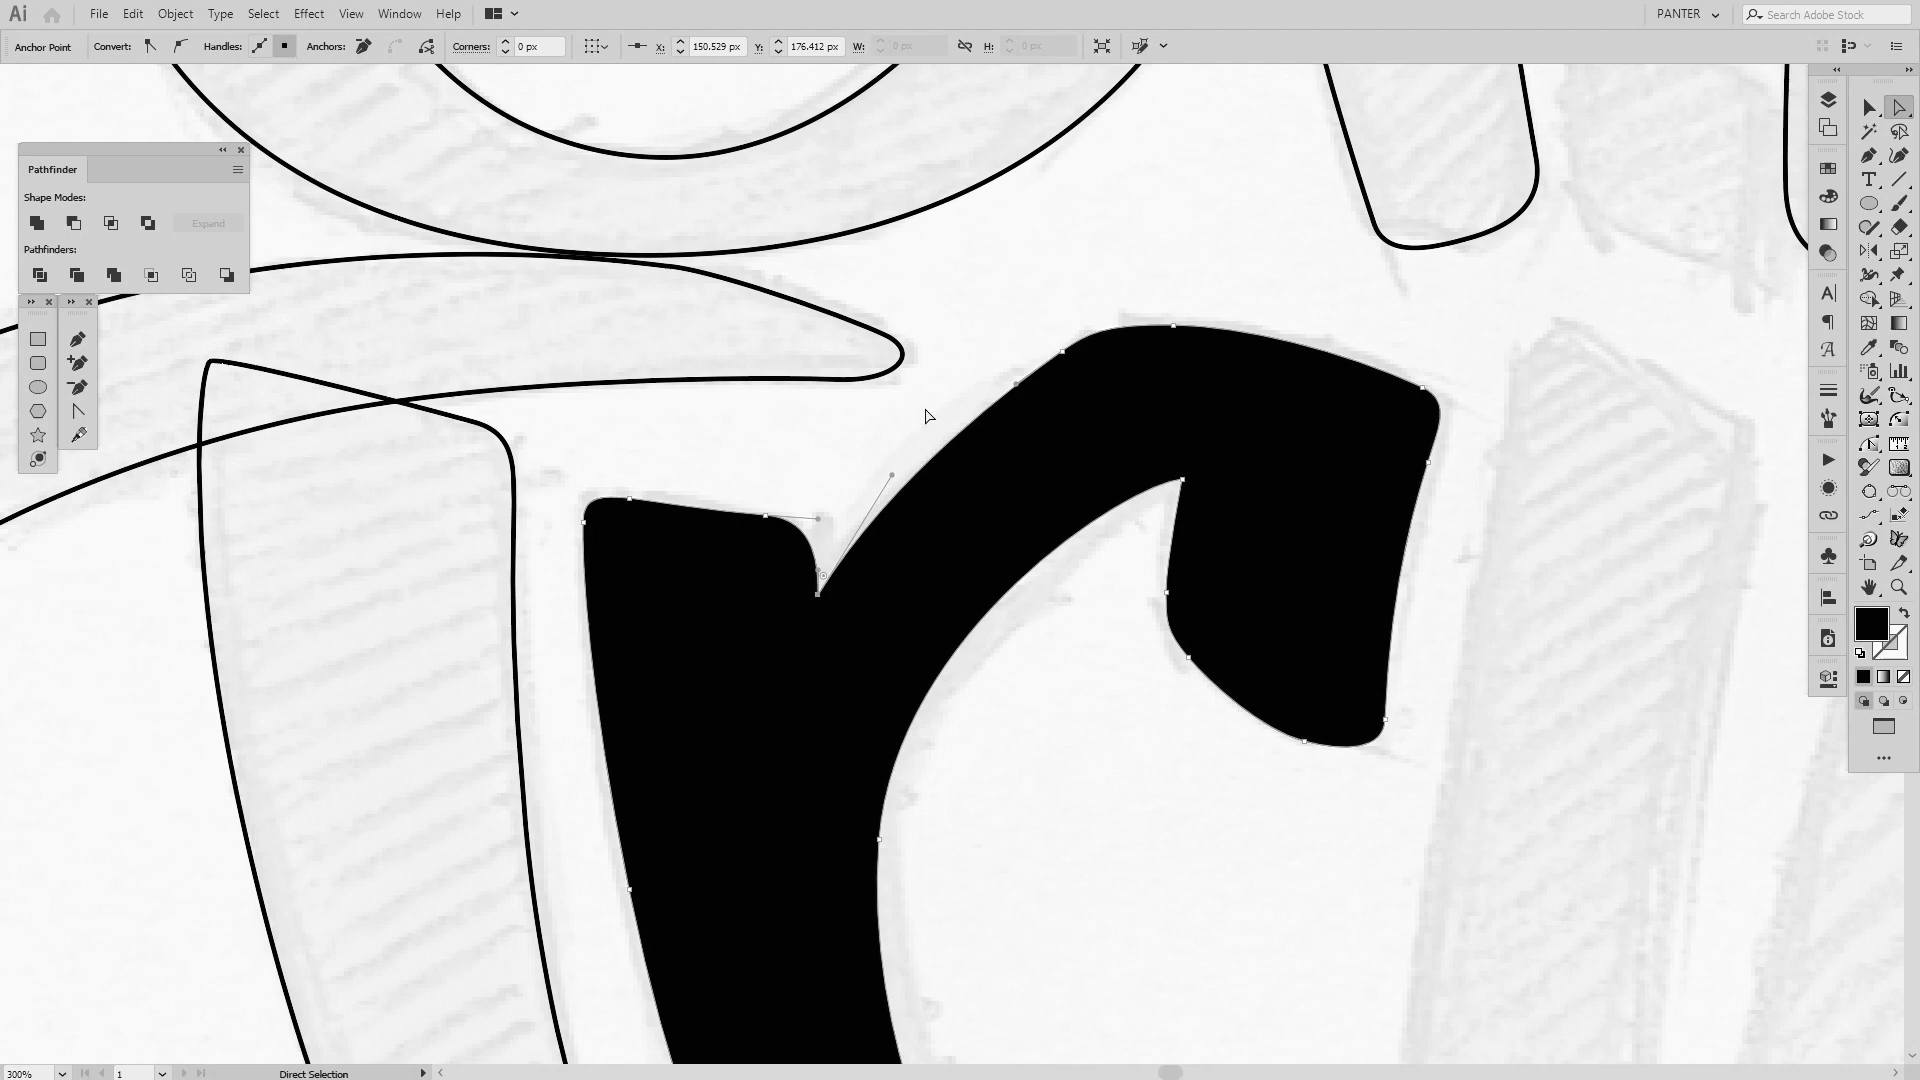 Ai File Edit Object Type Select Effect View Window Help PANTER Search Adobe Stock
Anchor Point Convert: Handles: Anchors: Corners: 0 px X: 150.529 px Y: 176.412 px W: 0 px H: 0 px
Pathfinder
Shape Modes:
Expand
Pathfinders:
300% 1 Direct Selection